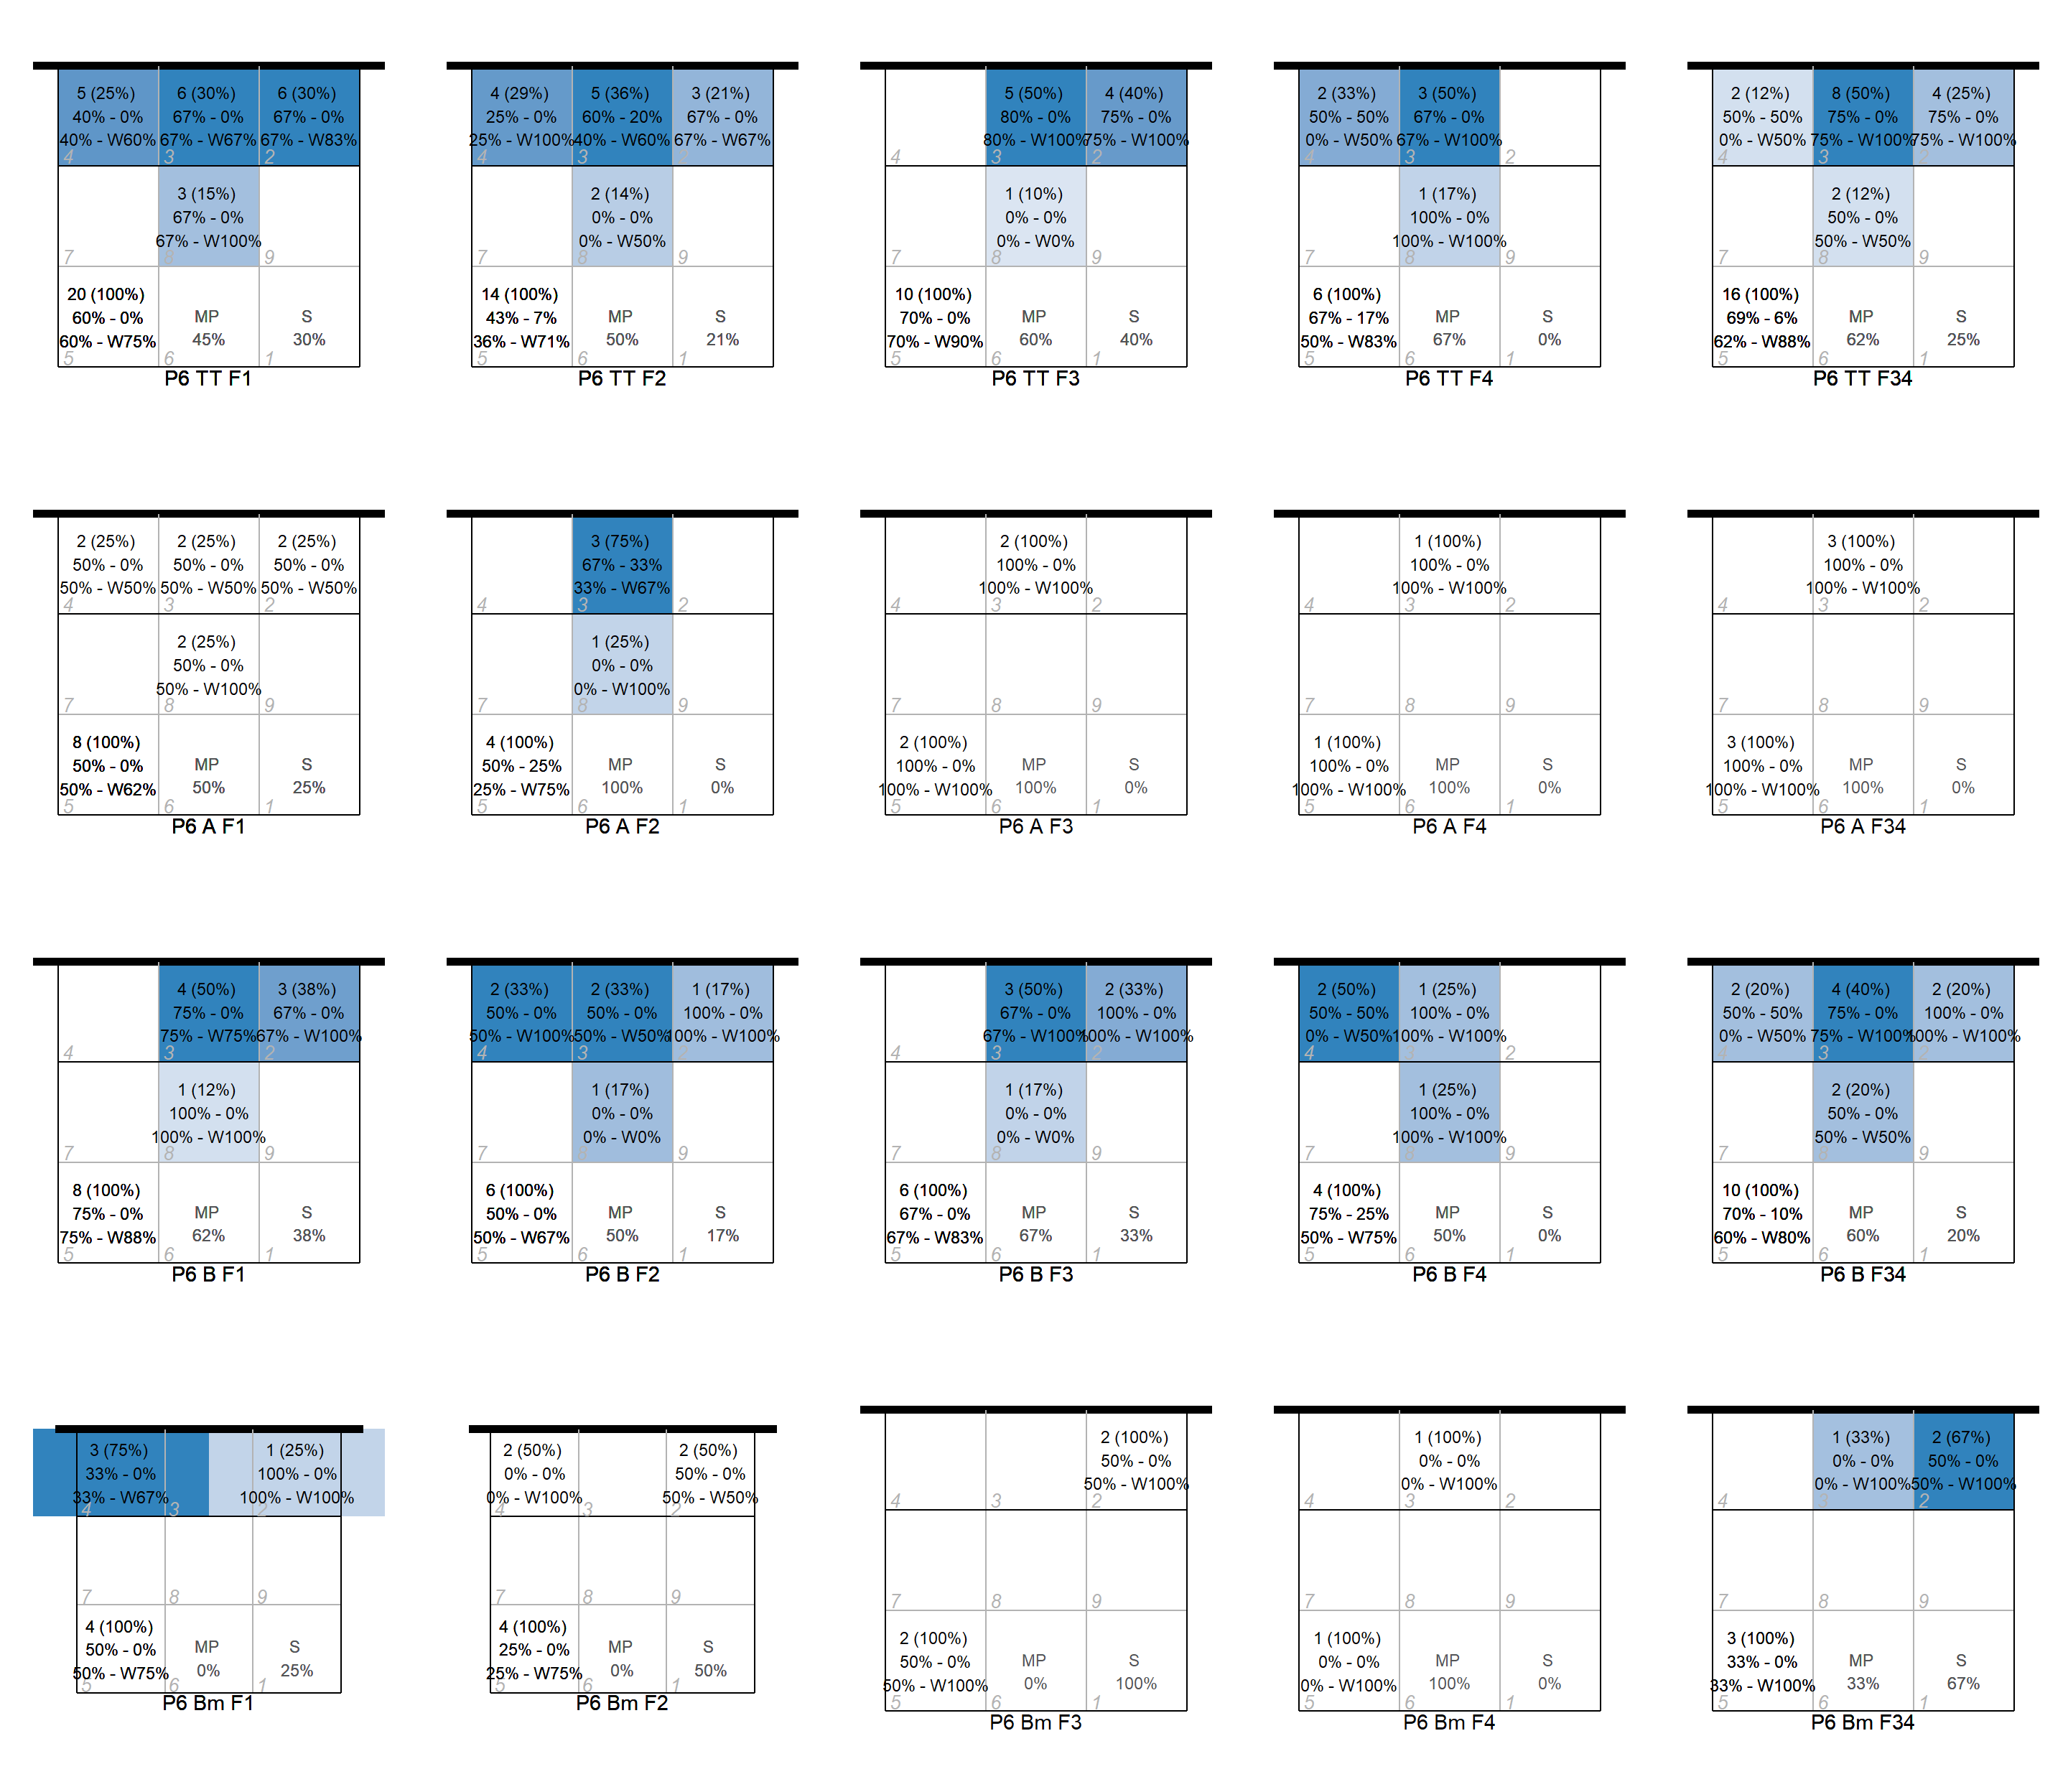 5 (25%) 6 (30%) 6 (30%)
40% - 0% 67% - 0% 67% - 0%
40% - W60% 67% - W67% 67% - W83%
4 3 2
3 (15%)
67% - 0%
67% - W100%
7 8 9
20 (100%)
60% - 0% MP S
60% - W75% 45% 30%
5 6 1
P6 TT F1
4 (29%) 5 (36%) 3 (21%)
25% - 0% 60% - 20% 67% - 0%
25% - W100% 40% - W60% 67% - W67%
4 3 2
2 (14%)
0% - 0%
0% - W50%
7 8 9
14 (100%)
43% - 7% MP S
36% - W71% 50% 21%
5 6 1
P6 TT F2
5 (50%) 4 (40%)
80% - 0% 75% - 0%
80% - W100% 75% - W100%
4 3 2
1 (10%)
0% - 0%
0% - W0%
7 8 9
10 (100%)
70% - 0% MP S
70% - W90% 60% 40%
5 6 1
P6 TT F3
2 (33%) 3 (50%)
50% - 50% 67% - 0%
0% - W50% 67% - W100%
4 3 2
1 (17%)
100% - 0%
100% - W100%
7 8 9
6 (100%)
67% - 17% MP S
50% - W83% 67% 0%
5 6 1
P6 TT F4
2 (12%) 8 (50%) 4 (25%)
50% - 50% 75% - 0% 75% - 0%
0% - W50% 75% - W100% 75% - W100%
4 3 2
2 (12%)
50% - 0%
50% - W50%
7 8 9
16 (100%)
69% - 6% MP S
62% - W88% 62% 25%
5 6 1
P6 TT F34
2 (25%) 2 (25%) 2 (25%)
50% - 0% 50% - 0% 50% - 0%
50% - W50% 50% - W50% 50% - W50%
4 3 2
2 (25%)
50% - 0%
50% - W100%
7 8 9
8 (100%)
50% - 0% MP S
50% - W62% 50% 25%
5 6 1
P6 A F1
3 (75%)
67% - 33%
33% - W67%
4 3 2
1 (25%)
0% - 0%
0% - W100%
7 8 9
4 (100%)
50% - 25% MP S
25% - W75% 100% 0%
5 6 1
P6 A F2
2 (100%)
100% - 0%
100% - W100%
4 3 2
7 8 9
2 (100%)
100% - 0% MP S
100% - W100% 100% 0%
5 6 1
P6 A F3
1 (100%)
100% - 0%
100% - W100%
4 3 2
7 8 9
1 (100%)
100% - 0% MP S
100% - W100% 100% 0%
5 6 1
P6 A F4
3 (100%)
100% - 0%
100% - W100%
4 3 2
7 8 9
3 (100%)
100% - 0% MP S
100% - W100% 100% 0%
5 6 1
P6 A F34
4 (50%) 3 (38%)
75% - 0% 67% - 0%
75% - W75% 67% - W100%
4 3 2
1 (12%)
100% - 0%
100% - W100%
7 8 9
8 (100%)
75% - 0% MP S
75% - W88% 62% 38%
5 6 1
P6 B F1
2 (33%) 2 (33%) 1 (17%)
50% - 0% 50% - 0% 100% - 0%
50% - W100% 50% - W50% 100% - W100%
4 3 2
1 (17%)
0% - 0%
0% - W0%
7 8 9
6 (100%)
50% - 0% MP S
50% - W67% 50% 17%
5 6 1
P6 B F2
3 (50%) 2 (33%)
67% - 0% 100% - 0%
67% - W100% 100% - W100%
4 3 2
1 (17%)
0% - 0%
0% - W0%
7 8 9
6 (100%)
67% - 0% MP S
67% - W83% 67% 33%
5 6 1
P6 B F3
2 (50%) 1 (25%)
50% - 50% 100% - 0%
0% - W50% 100% - W100%
4 3 2
1 (25%)
100% - 0%
100% - W100%
7 8 9
4 (100%)
75% - 25% MP S
50% - W75% 50% 0%
5 6 1
P6 B F4
2 (20%) 4 (40%) 2 (20%)
50% - 50% 75% - 0% 100% - 0%
0% - W50% 75% - W100% 100% - W100%
4 3 2
2 (20%)
50% - 0%
50% - W50%
7 8 9
10 (100%)
70% - 10% MP S
60% - W80% 60% 20%
5 6 1
P6 B F34
3 (75%) 1 (25%)
33% - 0% 100% - 0%
33% - W67% 100% - W100%
4 3 2
7 8 9
4 (100%)
50% - 0% MP S
50% - W75% 0% 25%
5 6 1
P6 Bm F1
2 (50%) 2 (50%)
0% - 0% 50% - 0%
0% - W100% 50% - W50%
4 3 2
7 8 9
4 (100%)
25% - 0% MP S
25% - W75% 0% 50%
5 6 1
P6 Bm F2
2 (100%)
50% - 0%
50% - W100%
4 3 2
7 8 9
2 (100%)
50% - 0% MP S
50% - W100% 0% 100%
5 6 1
P6 Bm F3
1 (100%)
0% - 0%
0% - W100%
4 3 2
7 8 9
1 (100%)
0% - 0% MP S
0% - W100% 100% 0%
5 6 1
P6 Bm F4
1 (33%) 2 (67%)
0% - 0% 50% - 0%
0% - W100% 50% - W100%
4 3 2
7 8 9
3 (100%)
33% - 0% MP S
33% - W100% 33% 67%
5 6 1
P6 Bm F34